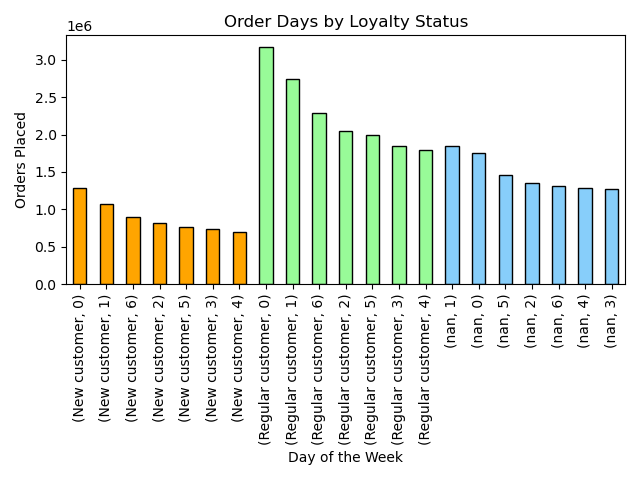 Order Days by Loyalty Status
1e6
3.0
2.5
2.0
1.5
1.0
0.5
0.0
Orders Placed
(New customer, 0)
(New customer, 1)
(New customer, 6)
(New customer, 2)
(New customer, 5)
(New customer, 3)
(New customer, 4)
(Regular customer, 0)
(Regular customer, 1)
(Regular customer, 6)
(Regular customer, 2)
(Regular customer, 5)
(Regular customer, 3)
(Regular customer, 4)
(nan, 1)
(nan, 0)
(nan, 5)
(nan, 2)
(nan, 6)
(nan, 4)
(nan, 3)
Day of the Week